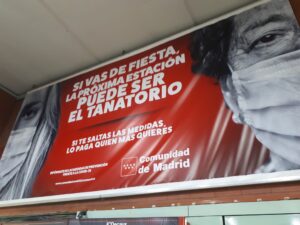 SI VAS DE FIESTA,
LA PRÓXIMA ESTACIÓN
PUEDE SER
EL TANATORIO
SI TE SALTAS LAS MEDIDAS,
LO PAGA QUIEN MÁS QUIERES
Comunidad
de Madrid